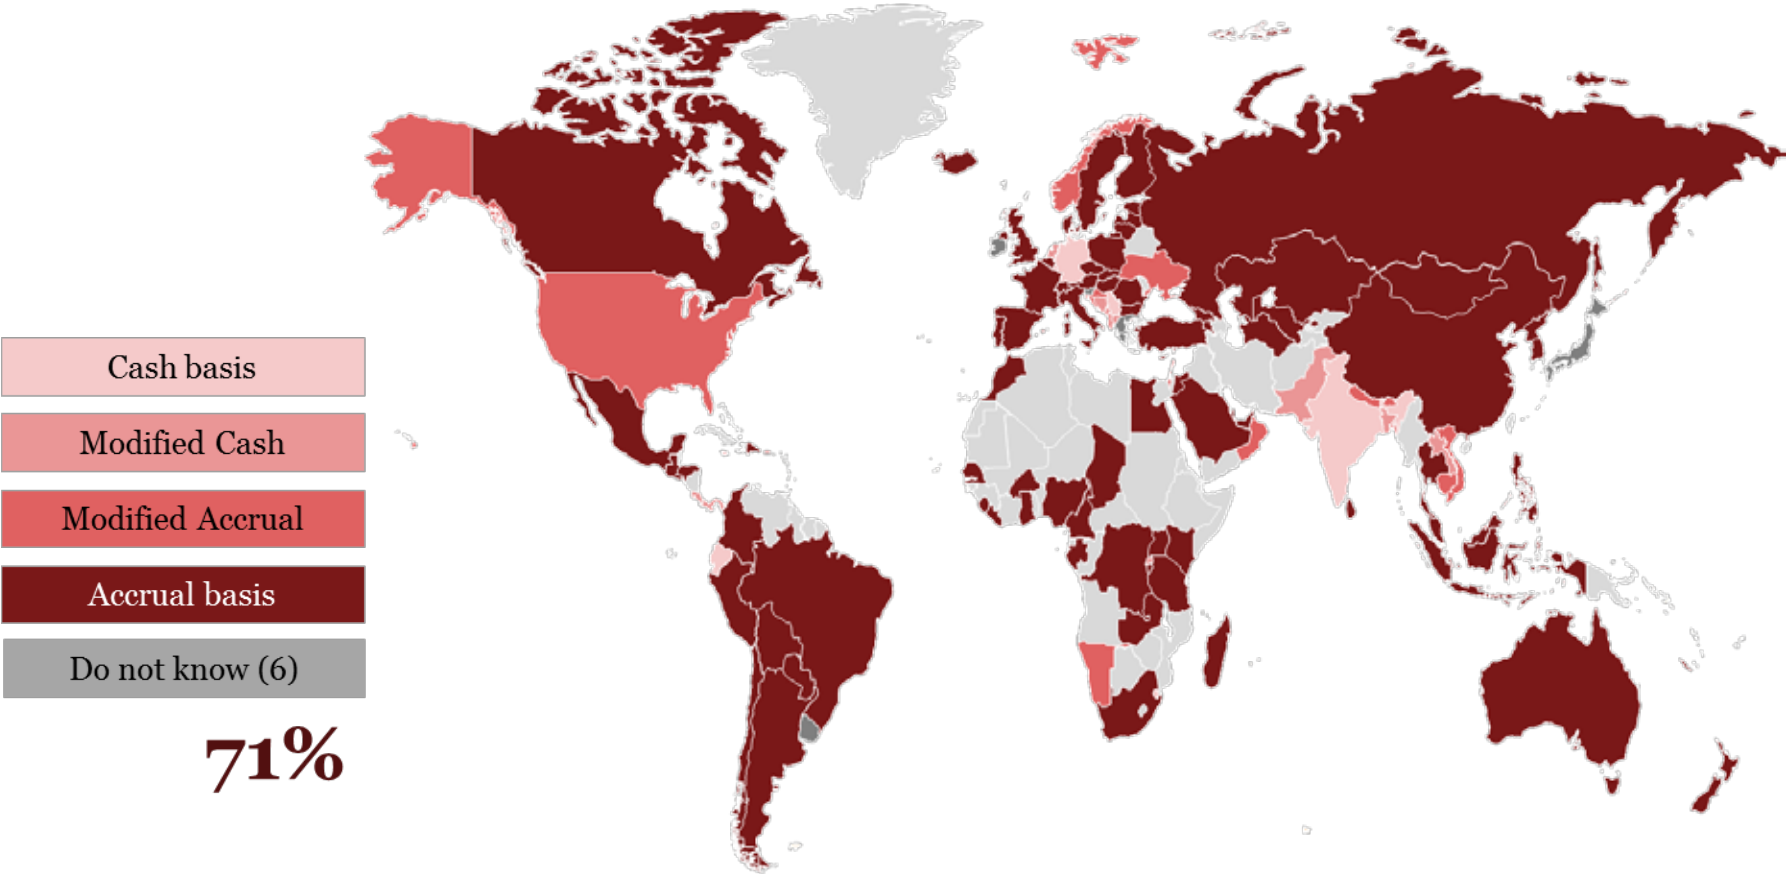 Cash basis
Modified Cash
Modified Accrual
Accrual basis
Do not know (6)
71%